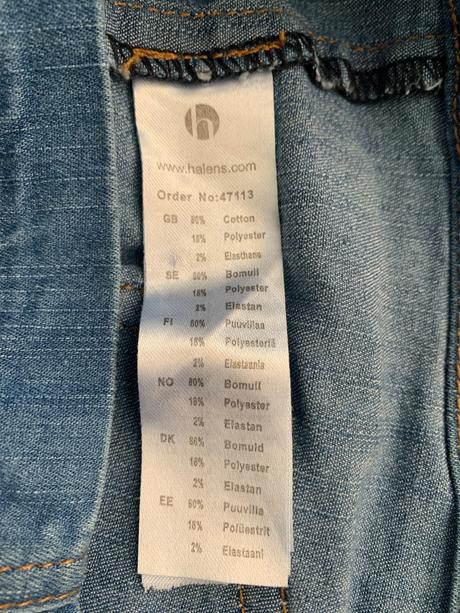 h
www.halens.com
Order No:47113
GB 80% Cotton
18% Polyester
2% Elasthane
SE 80% Bomull
18% Polyester
2% Elastan
FI 80% Puuvillaa
18% Polyesteriä
2% Elastaania
NO 80% Bomull
18% Polyester
2% Elastan
DK 80% Bomuld
18% Polyester
2% Elastan
EE 80% Puuvilla
18% Polüestrit
2% Elastaani